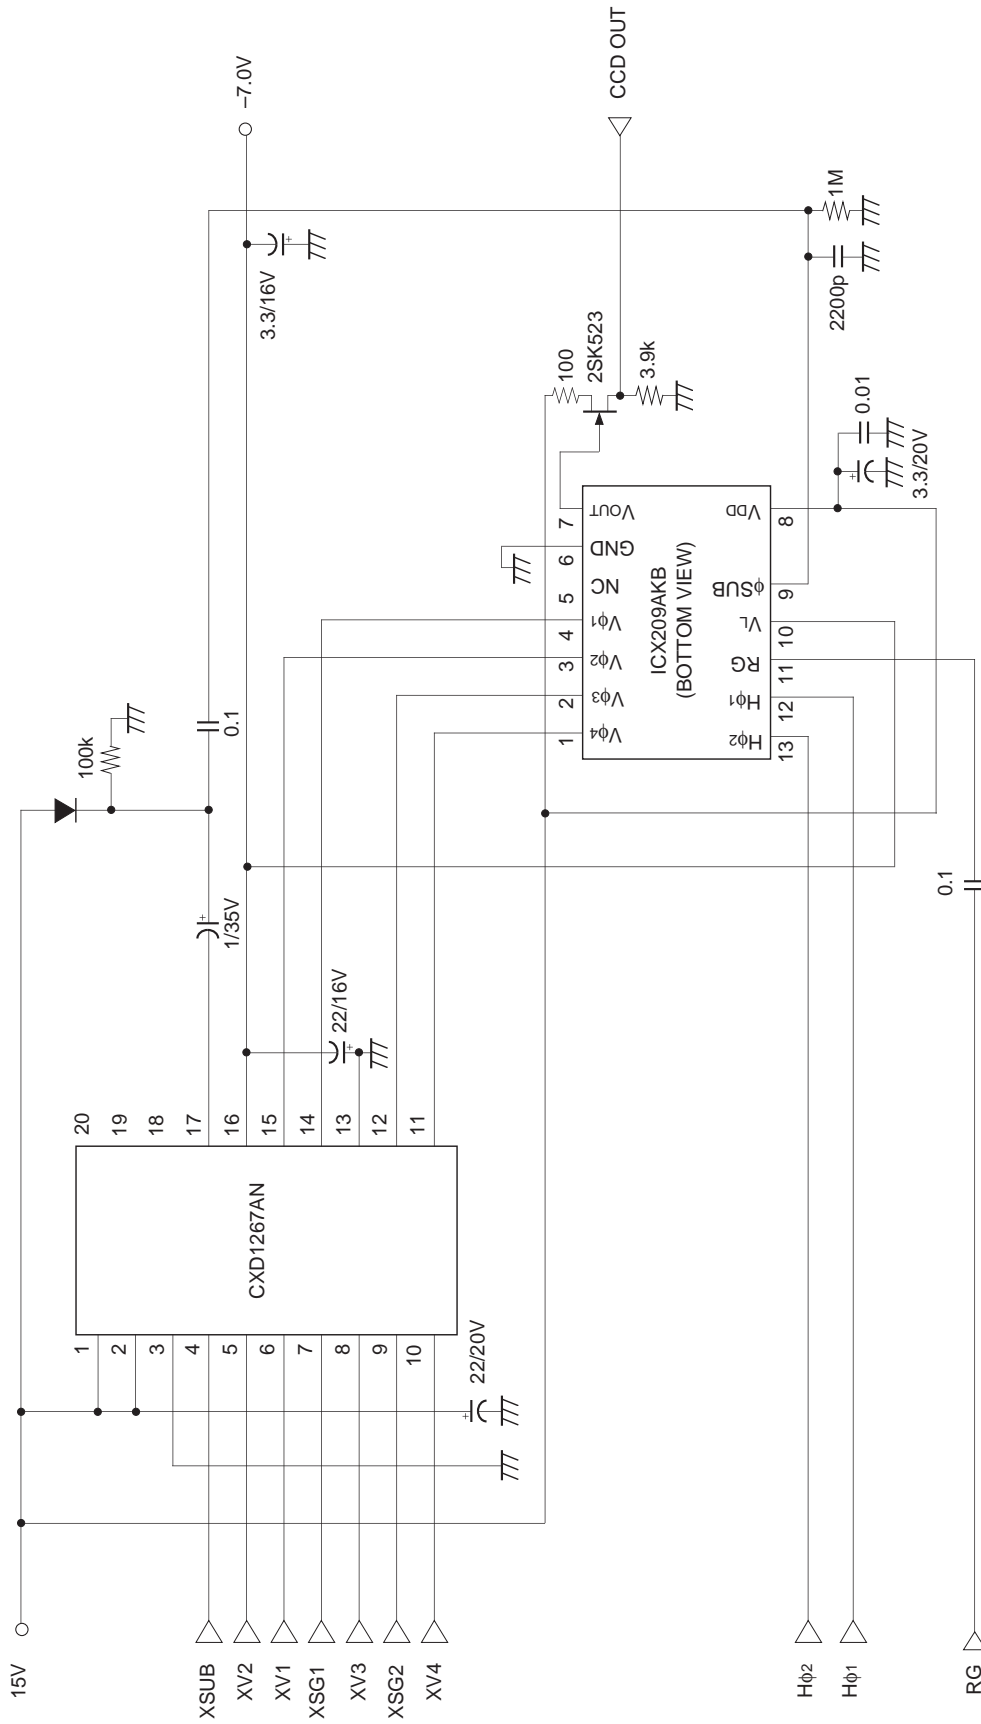 15V
XSUB
XV2
XV1
XSG1
XV3
XSG2
XV4
Hϕ2
Hϕ1
RG
22/20V
1
2
3
4
5
6
7
8
9
10
CXD1267AN
20
19
18
17
16
15
14
13
12
11
22/16V
1/35V
100k
0.1
0.1
–7.0V
3.3/16V
1
2
3
4
5
6
7
Vϕ4
Vϕ3
Vϕ2
Vϕ1
NC
GND
VOUT
ICX209AKB
(BOTTOM VIEW)
Hϕ2
Hϕ1
RG
VL
ϕSUB
VDD
13
12
11
10
9
8
100
2SK523
3.9k
CCD OUT
0.01
3.3/20V
2200p
1M